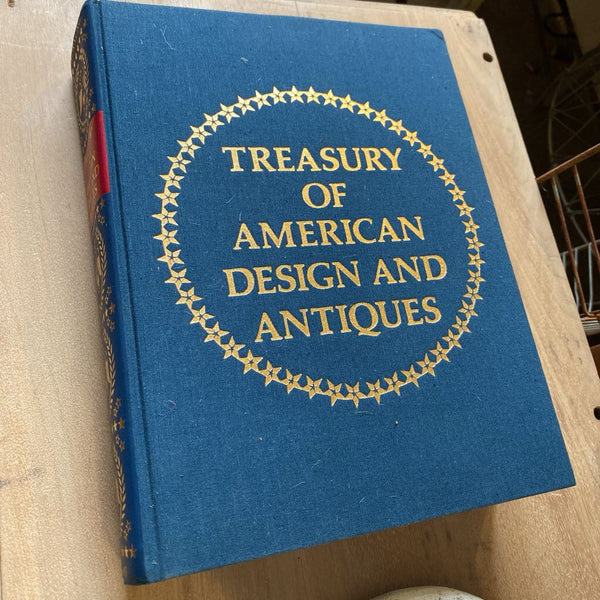 TREASURY
OF
AMERICAN
DESIGN AND
ANTIQUES